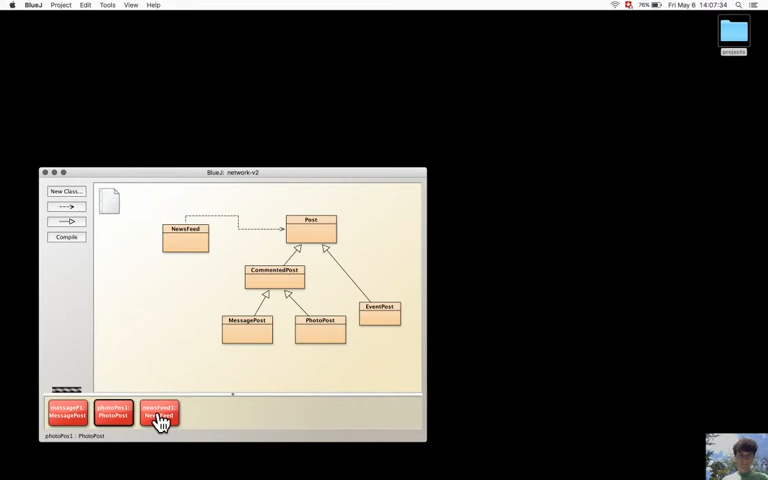 BlueJ Project Edit Tools View Help 76% Fri May 6 14:07:34
projects
BlueJ: network-v2
New Class...
Compile
NewsFeed
Post
CommentedPost
EventPost
MessagePost
PhotoPost
messageP1:
MessagePost
photoPos1:
PhotoPost
newsFeed1:
NewsFeed
photoPos1 : PhotoPost